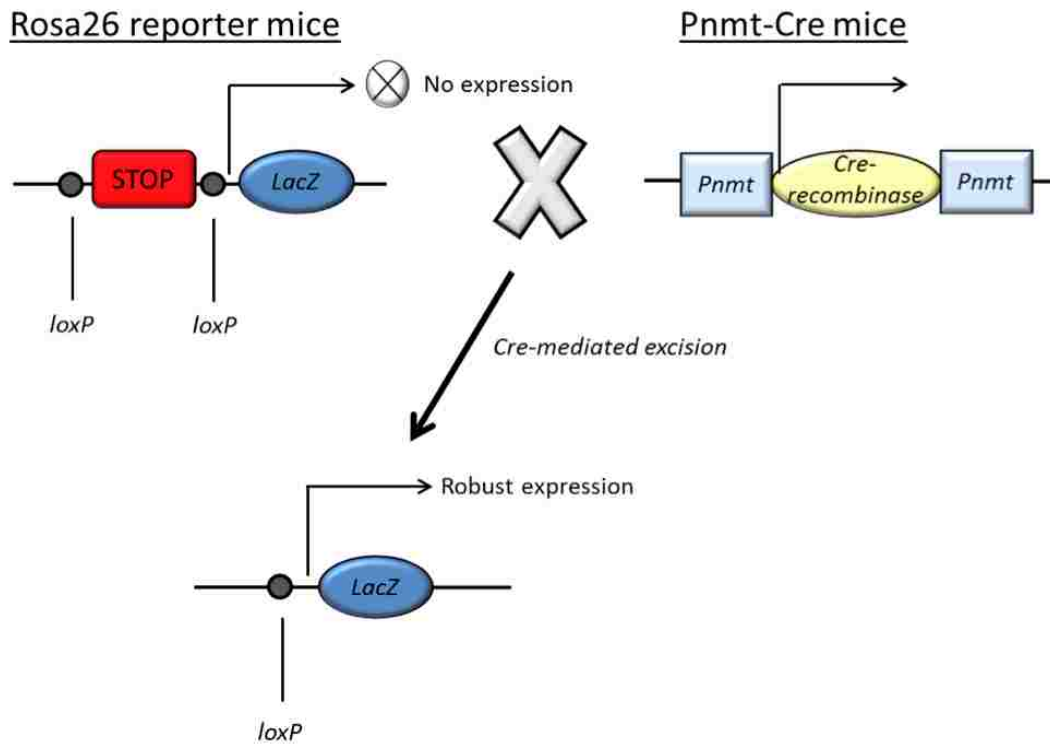 Rosa26 reporter mice
Pnmt-Cre mice
No expression
STOP
LacZ
Pnmt
Cre-
recombinase
Pnmt
loxP
loxP
Cre-mediated excision
Robust expression
LacZ
loxP